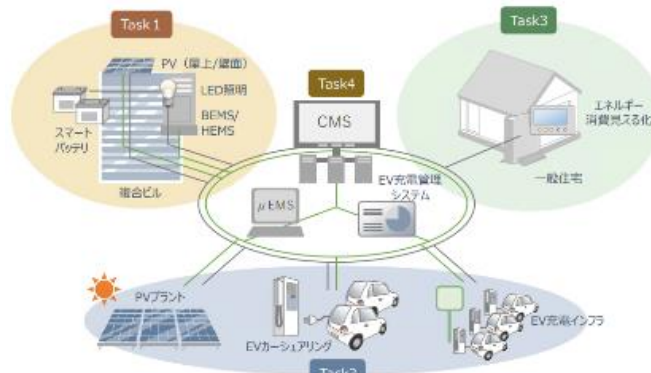 Task1
PV（屋上/壁面）
LED照明
BEMS/
HEMS
スマート
バッテリ
複合ビル
Task4
CMS
μEMS
EV充電管理
システム
Task3
エネルギー
消費見える化
一般住宅
PVプラント
EVカーシェアリング
EV充電インフラ
Task2